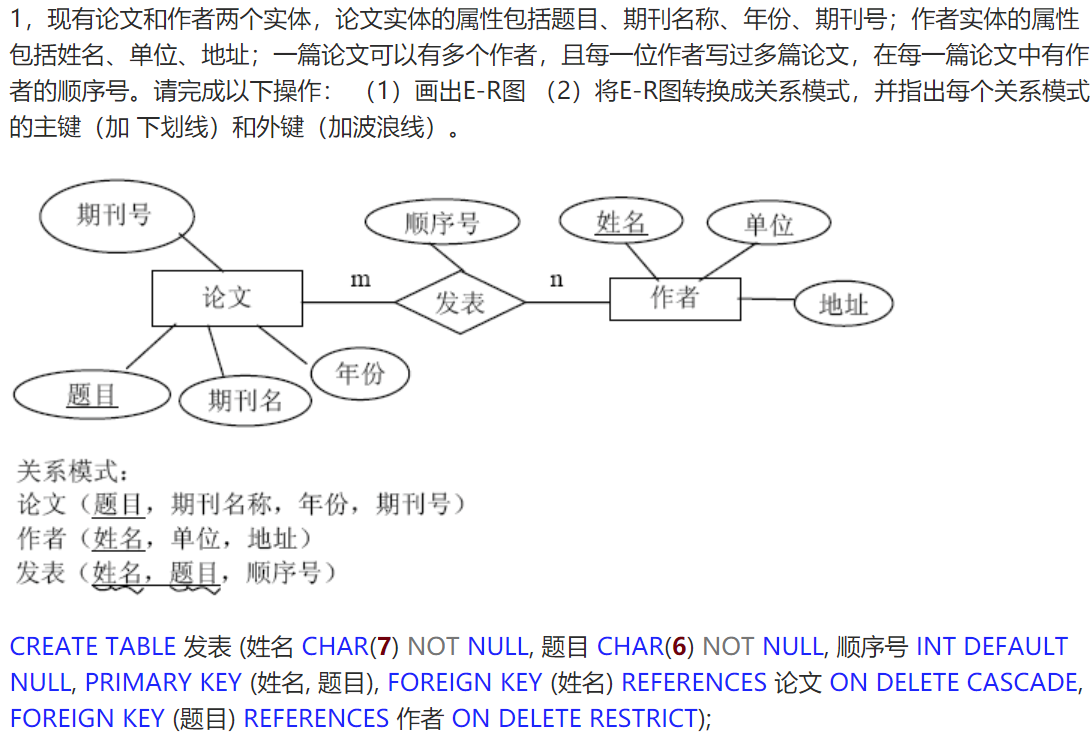 1，现有论文和作者两个实体，论文实体的属性包括题目、期刊名称、年份、期刊号；作者实体的属性
包括姓名、单位、地址；一篇论文可以有多个作者，且每一位作者写过多篇论文，在每一篇论文中有作
者的顺序号。请完成以下操作： （1）画出E-R图 （2）将E-R图转换成关系模式，并指出每个关系模式
的主键（加 下划线）和外键（加波浪线）。
期刊号
顺序号
姓名
单位
论文
m
发表
n
作者
地址
题目
期刊名
年份
关系模式：
论文（题目，期刊名称，年份，期刊号）
作者（姓名，单位，地址）
发表（姓名，题目，顺序号）
CREATE TABLE 发表 (姓名 CHAR(7) NOT NULL, 题目 CHAR(6) NOT NULL, 顺序号 INT DEFAULT
NULL, PRIMARY KEY (姓名, 题目), FOREIGN KEY (姓名) REFERENCES 论文 ON DELETE CASCADE,
FOREIGN KEY (题目) REFERENCES 作者 ON DELETE RESTRICT);